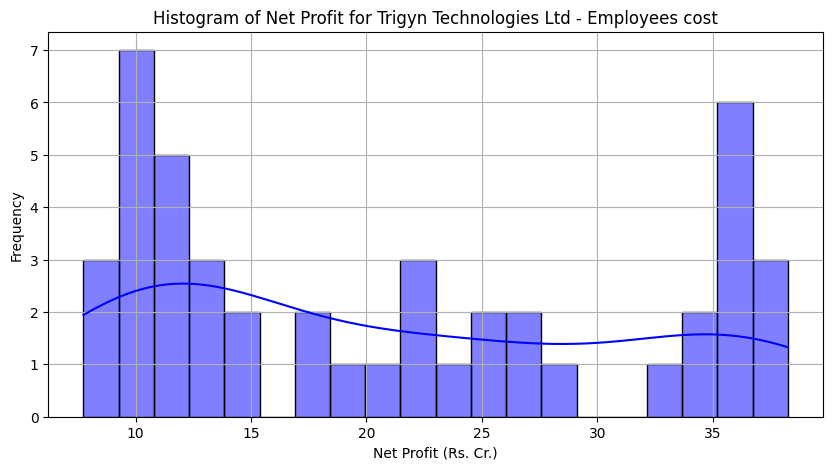 Histogram of Net Profit for Trigyn Technologies Ltd - Employees cost
7
6
5
4
3
2
1
0
Frequency
10 15 20 25 30 35
Net Profit (Rs. Cr.)